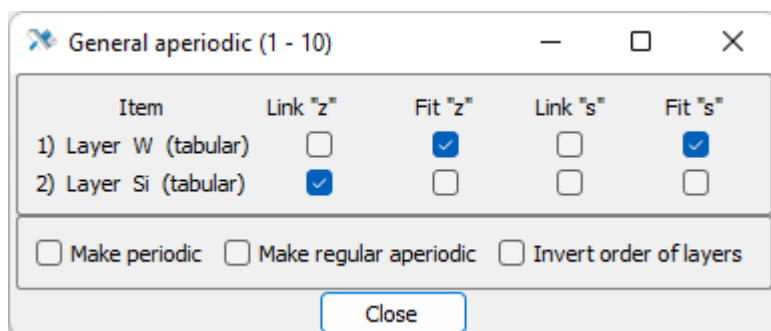 General aperiodic (1 - 10)
Item Link "z" Fit "z" Link "s" Fit "s"
1) Layer W (tabular)
2) Layer Si (tabular)
Make periodic Make regular aperiodic Invert order of layers
Close